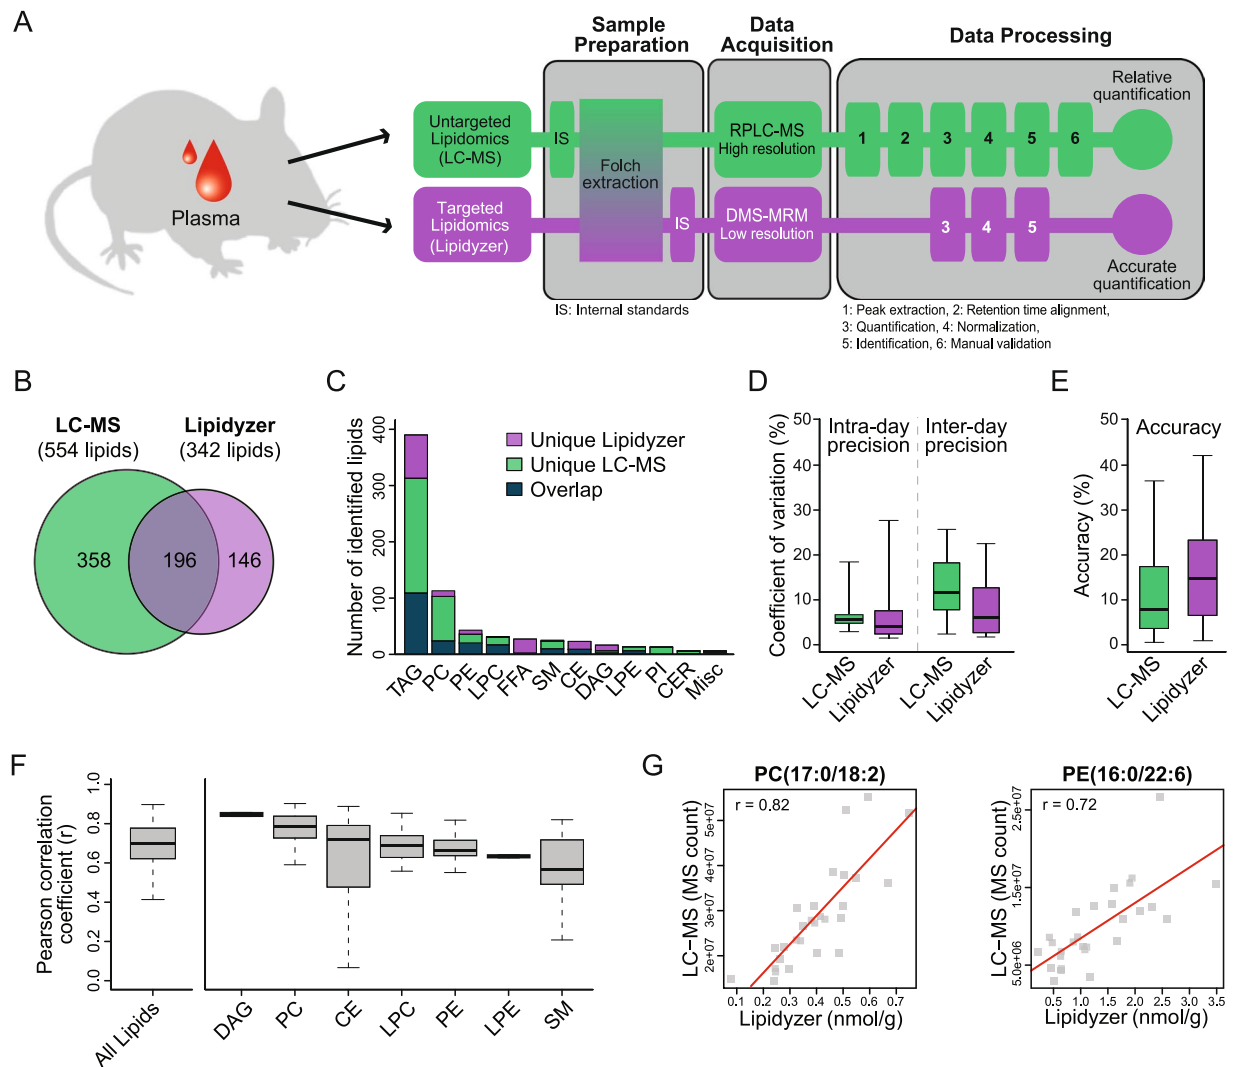 A
Sample
Preparation
Data
Acquisition
Data Processing
Plasma
Untargeted
Lipidomics
(LC-MS)
IS
Folch
extraction
RPLC-MS
High resolution
1 2 3 4 5 6
Relative
quantification
Targeted
Lipidomics
(Lipidyzer)
IS
DMS-MRM
Low resolution
3 4 5
Accurate
quantification
IS: Internal standards
1: Peak extraction, 2: Retention time alignment,
3: Quantification, 4: Normalization,
5: Identification, 6: Manual validation
B
LC-MS
(554 lipids)
Lipidyzer
(342 lipids)
358 196 146
C
Number of identified lipids
0 100 200 300 400
Unique Lipidyzer
Unique LC-MS
Overlap
TAG PC PE LPC FFA SM CE DAG LPE PI CER Misc
D
Coefficient of variation (%)
50
40
30
20
10
0
Intra-day
precision
Inter-day
precision
LC-MS Lipidyzer LC-MS Lipidyzer
E
Accuracy (%)
50
40
30
20
10
0
Accuracy
LC-MS Lipidyzer
F
Pearson correlation
coefficient (r)
0.0 0.2 0.4 0.6 0.8 1.0
All Lipids DAG PC CE LPC PE LPE SM
G
PC(17:0/18:2)
r = 0.82
LC-MS (MS count)
2e+07 3e+07 4e+07 5e+07
0.1 0.2 0.3 0.4 0.5 0.6 0.7
Lipidyzer (nmol/g)
PE(16:0/22:6)
r = 0.72
LC-MS (MS count)
5.0e+06 1.5e+07 2.5e+07
0.5 1.0 1.5 2.0 2.5 3.0 3.5
Lipidyzer (nmol/g)